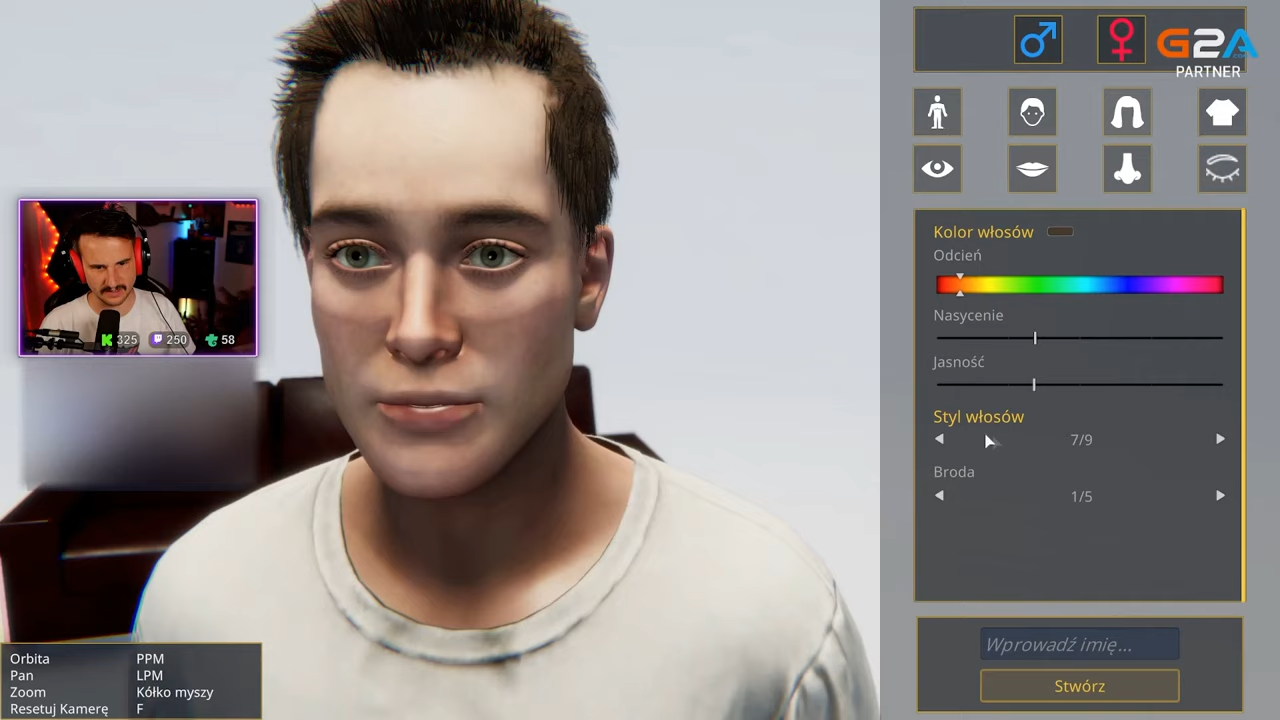 G2A
PARTNER
Kolor włosów
Odcień
Nasycenie
Jasność
Styl włosów
7/9
Broda
1/5
325 250 58
Orbita PPM
Pan LPM
Zoom Kółko myszy
Resetuj Kamerę F
Wprowadź imię...
Stwórz